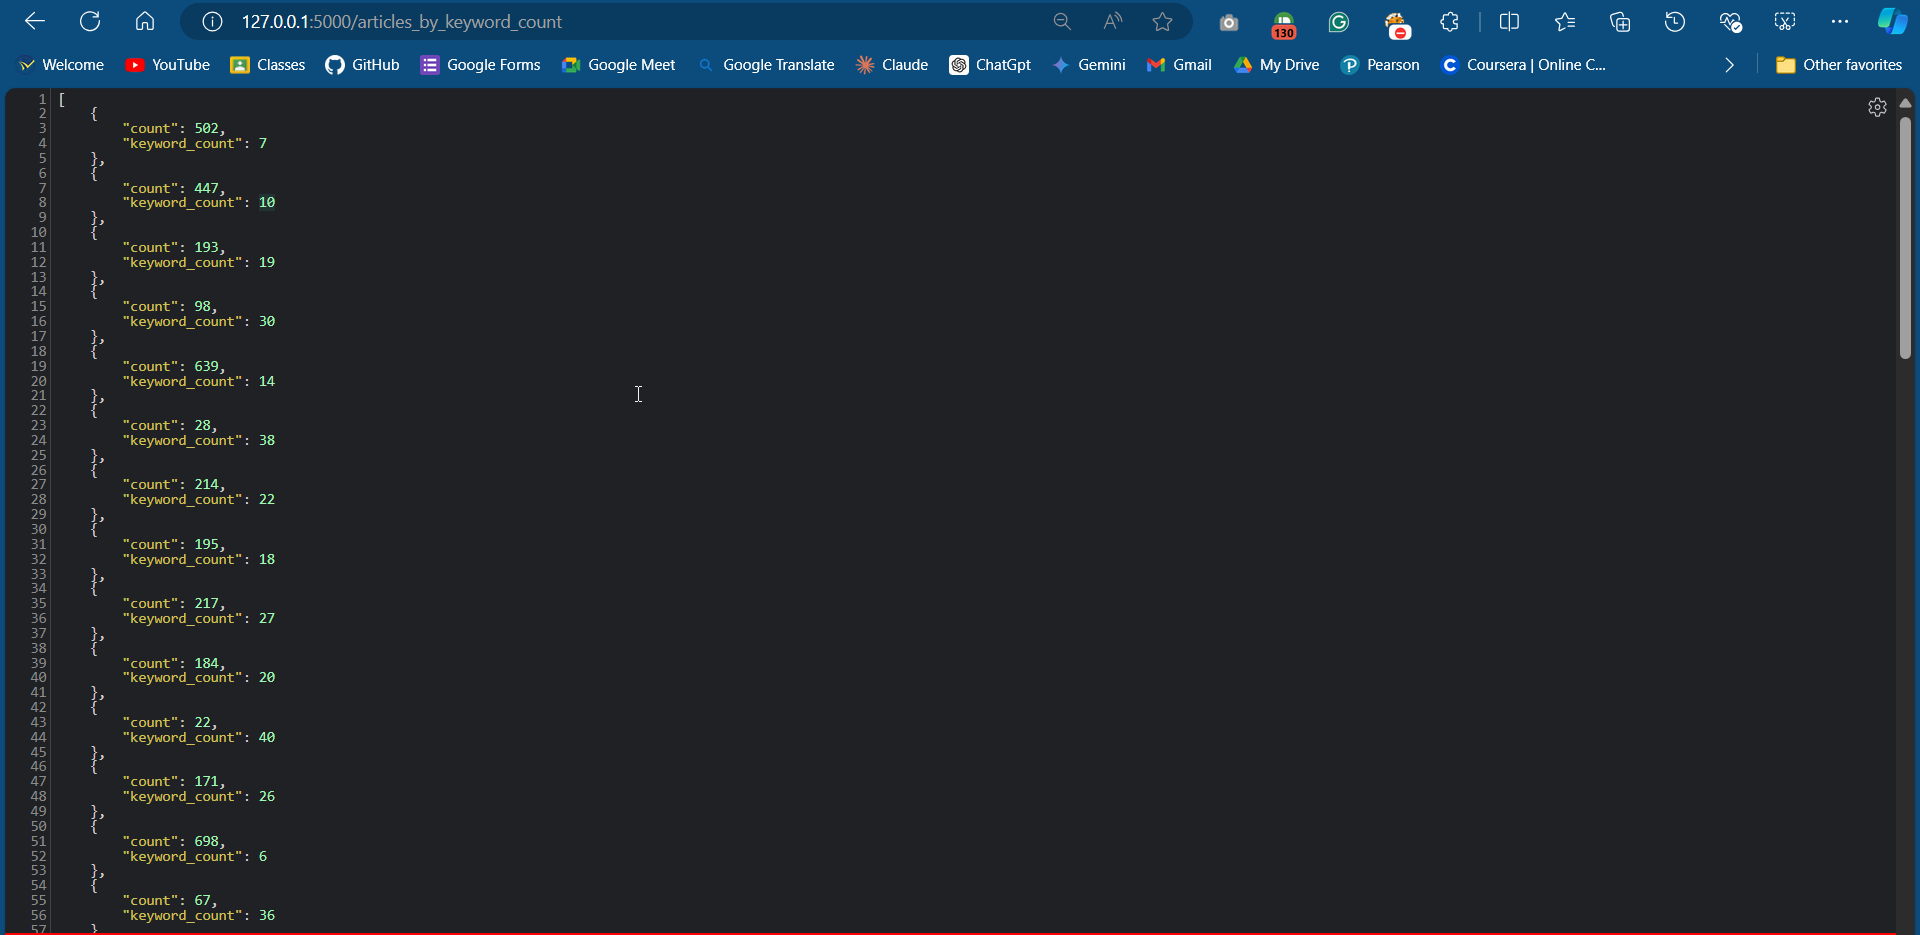 127.0.0.1:5000/articles_by_keyword_count
130
Welcome YouTube Classes GitHub Google Forms Google Meet Google Translate Claude ChatGpt Gemini Gmail My Drive Pearson Coursera | Online C... Other favorites
1 [
2 {
3 "count": 502,
4 "keyword_count": 7
5 },
6 {
7 "count": 447,
8 "keyword_count": 10
9 },
10 {
11 "count": 193,
12 "keyword_count": 19
13 },
14 {
15 "count": 98,
16 "keyword_count": 30
17 },
18 {
19 "count": 639,
20 "keyword_count": 14
21 },
22 {
23 "count": 28,
24 "keyword_count": 38
25 },
26 {
27 "count": 214,
28 "keyword_count": 22
29 },
30 {
31 "count": 195,
32 "keyword_count": 18
33 },
34 {
35 "count": 217,
36 "keyword_count": 27
37 },
38 {
39 "count": 184,
40 "keyword_count": 20
41 },
42 {
43 "count": 22,
44 "keyword_count": 40
45 },
46 {
47 "count": 171,
48 "keyword_count": 26
49 },
50 {
51 "count": 698,
52 "keyword_count": 6
53 },
54 {
55 "count": 67,
56 "keyword_count": 36
57 }